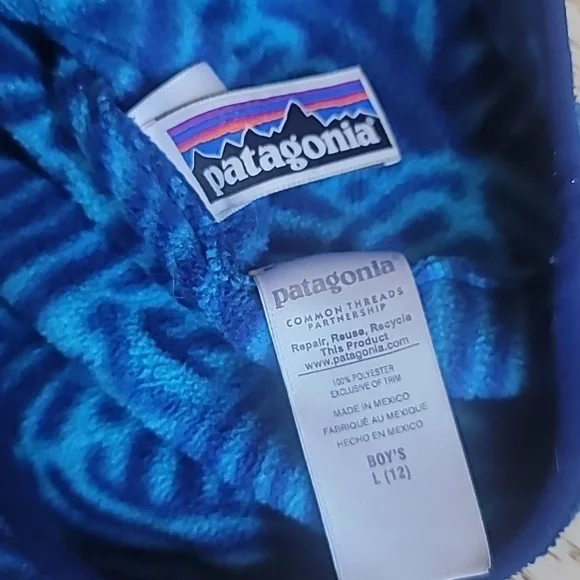 patagonia
patagonia
COMMON THREADS
PARTNERSHIP
Repair, Reuse, Recycle
This Product
www.patagonia.com
100% POLYESTER
EXCLUSIVE OF TRIM
MADE IN MEXICO
FABRIQUÉ AU MEXIQUE
HECHO EN MEXICO
BOY'S
L (12)